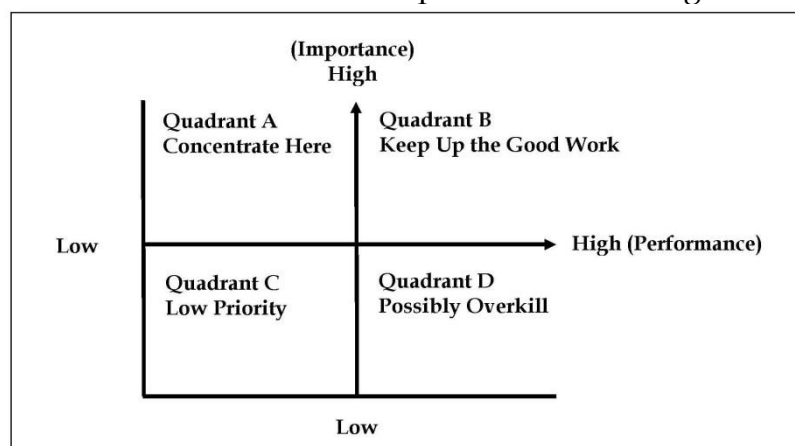 (Importance)
High
Quadrant A
Concentrate Here
Quadrant B
Keep Up the Good Work
Low
High (Performance)
Quadrant C
Low Priority
Quadrant D
Possibly Overkill
Low